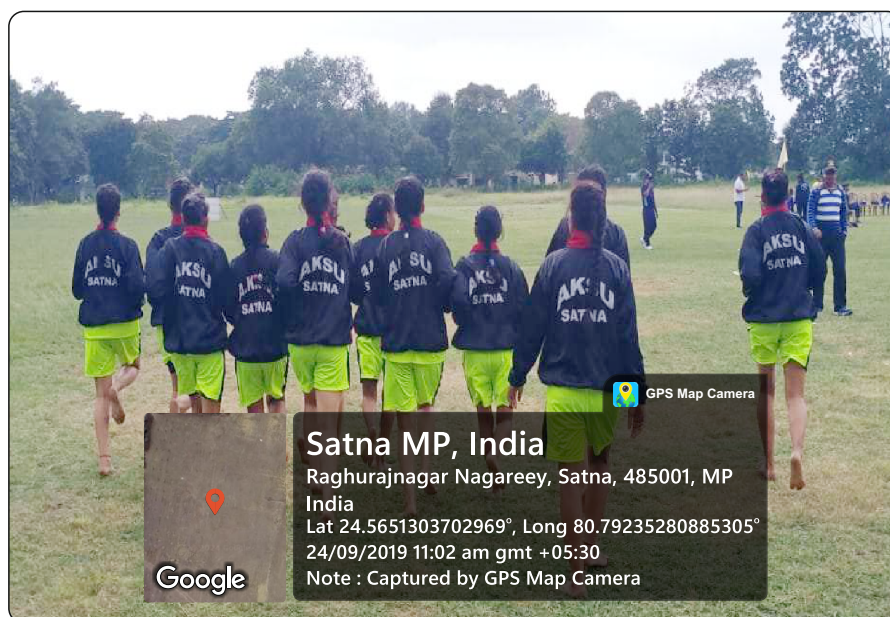 AKSU
SATNA
AKSU
SATNA
A.K.S.U
SATNA
AKSU
SATNA
AKSU
SATNA
AKSU
SATNA
AKSU
SATNA
AKSU
SATNA
GPS Map Camera
Satna MP, India
Raghurajnagar Nagareey, Satna, 485001, MP
India
Lat 24.5651303702969°, Long 80.79235280885305°
24/09/2019 11:02 am gmt +05:30
Note : Captured by GPS Map Camera
Google